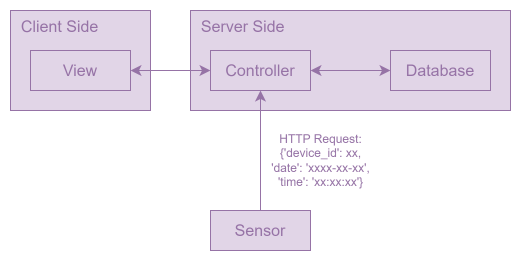 Client Side
Server Side
View
Controller
Database
HTTP Request:
{'device_id': xx,
'date': 'xxxx-xx-xx',
'time': 'xx:xx:xx'}
Sensor